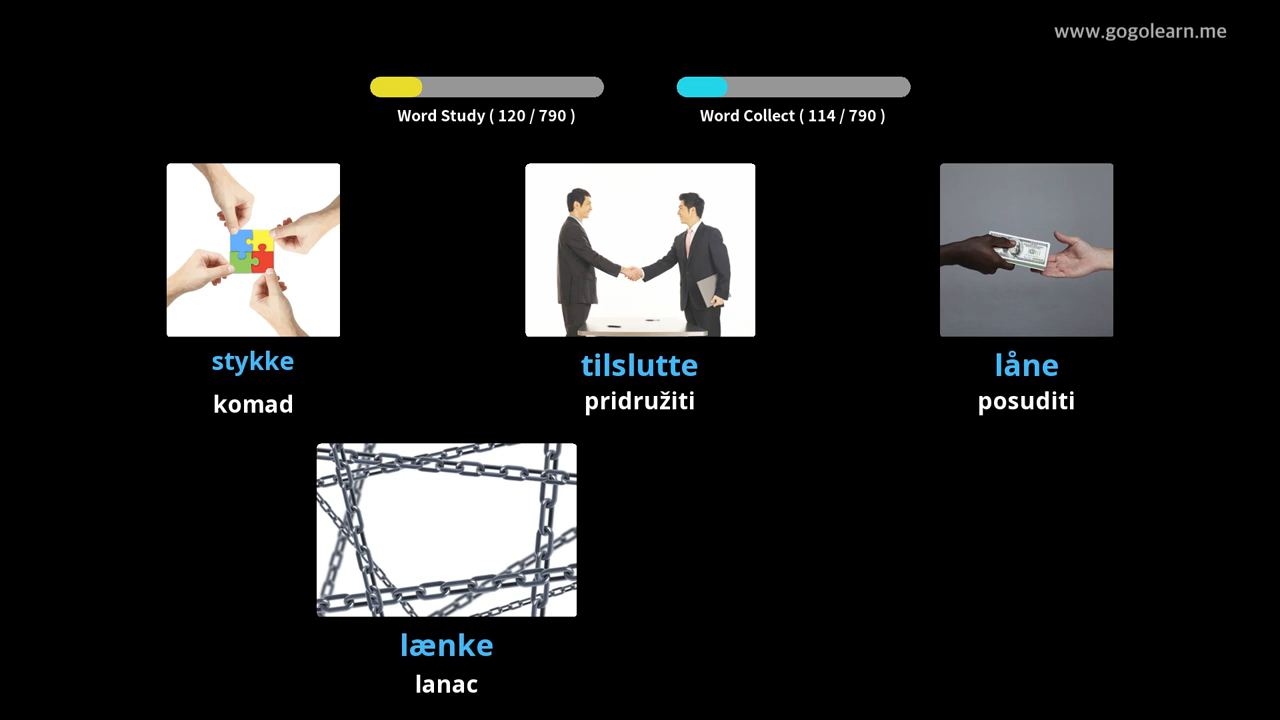 www.gogolearn.me
Word Study ( 120 / 790 )
Word Collect ( 114 / 790 )
stykke
komad
tilslutte
pridružiti
låne
posuditi
lænke
lanac